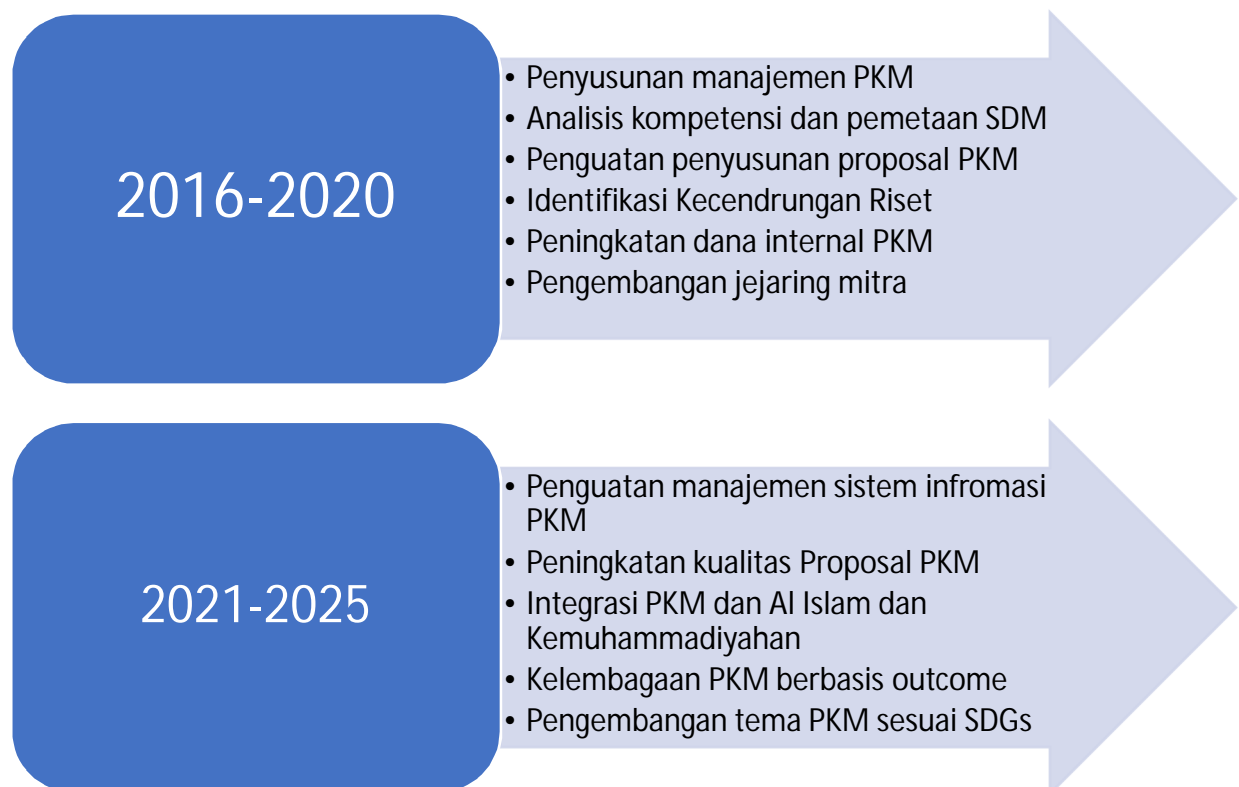 2016-2020
• Penyusunan manajemen PKM
• Analisis kompetensi dan pemetaan SDM
• Penguatan penyusunan proposal PKM
• Identifikasi Kecendrungan Riset
• Peningkatan dana internal PKM
• Pengembangan jejaring mitra
2021-2025
• Penguatan manajemen sistem infromasi
PKM
• Peningkatan kualitas Proposal PKM
• Integrasi PKM dan Al Islam dan
Kemuhammadiyahan
• Kelembagaan PKM berbasis outcome
• Pengembangan tema PKM sesuai SDGs